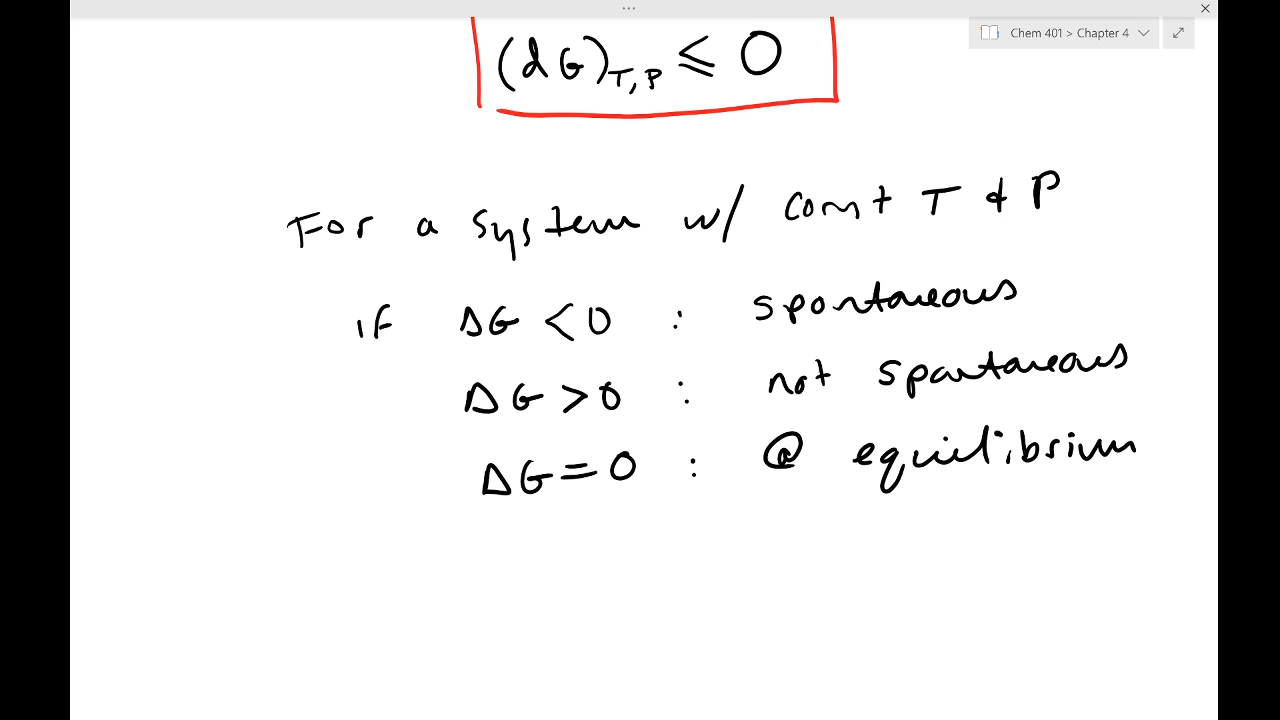 Chem 401 > Chapter 4
(dG)T,P ≤ 0
For a system w/ const T & P
if ΔG < 0 : spontaneous
ΔG > 0 : not spontaneous
ΔG = 0 : @ equilibrium